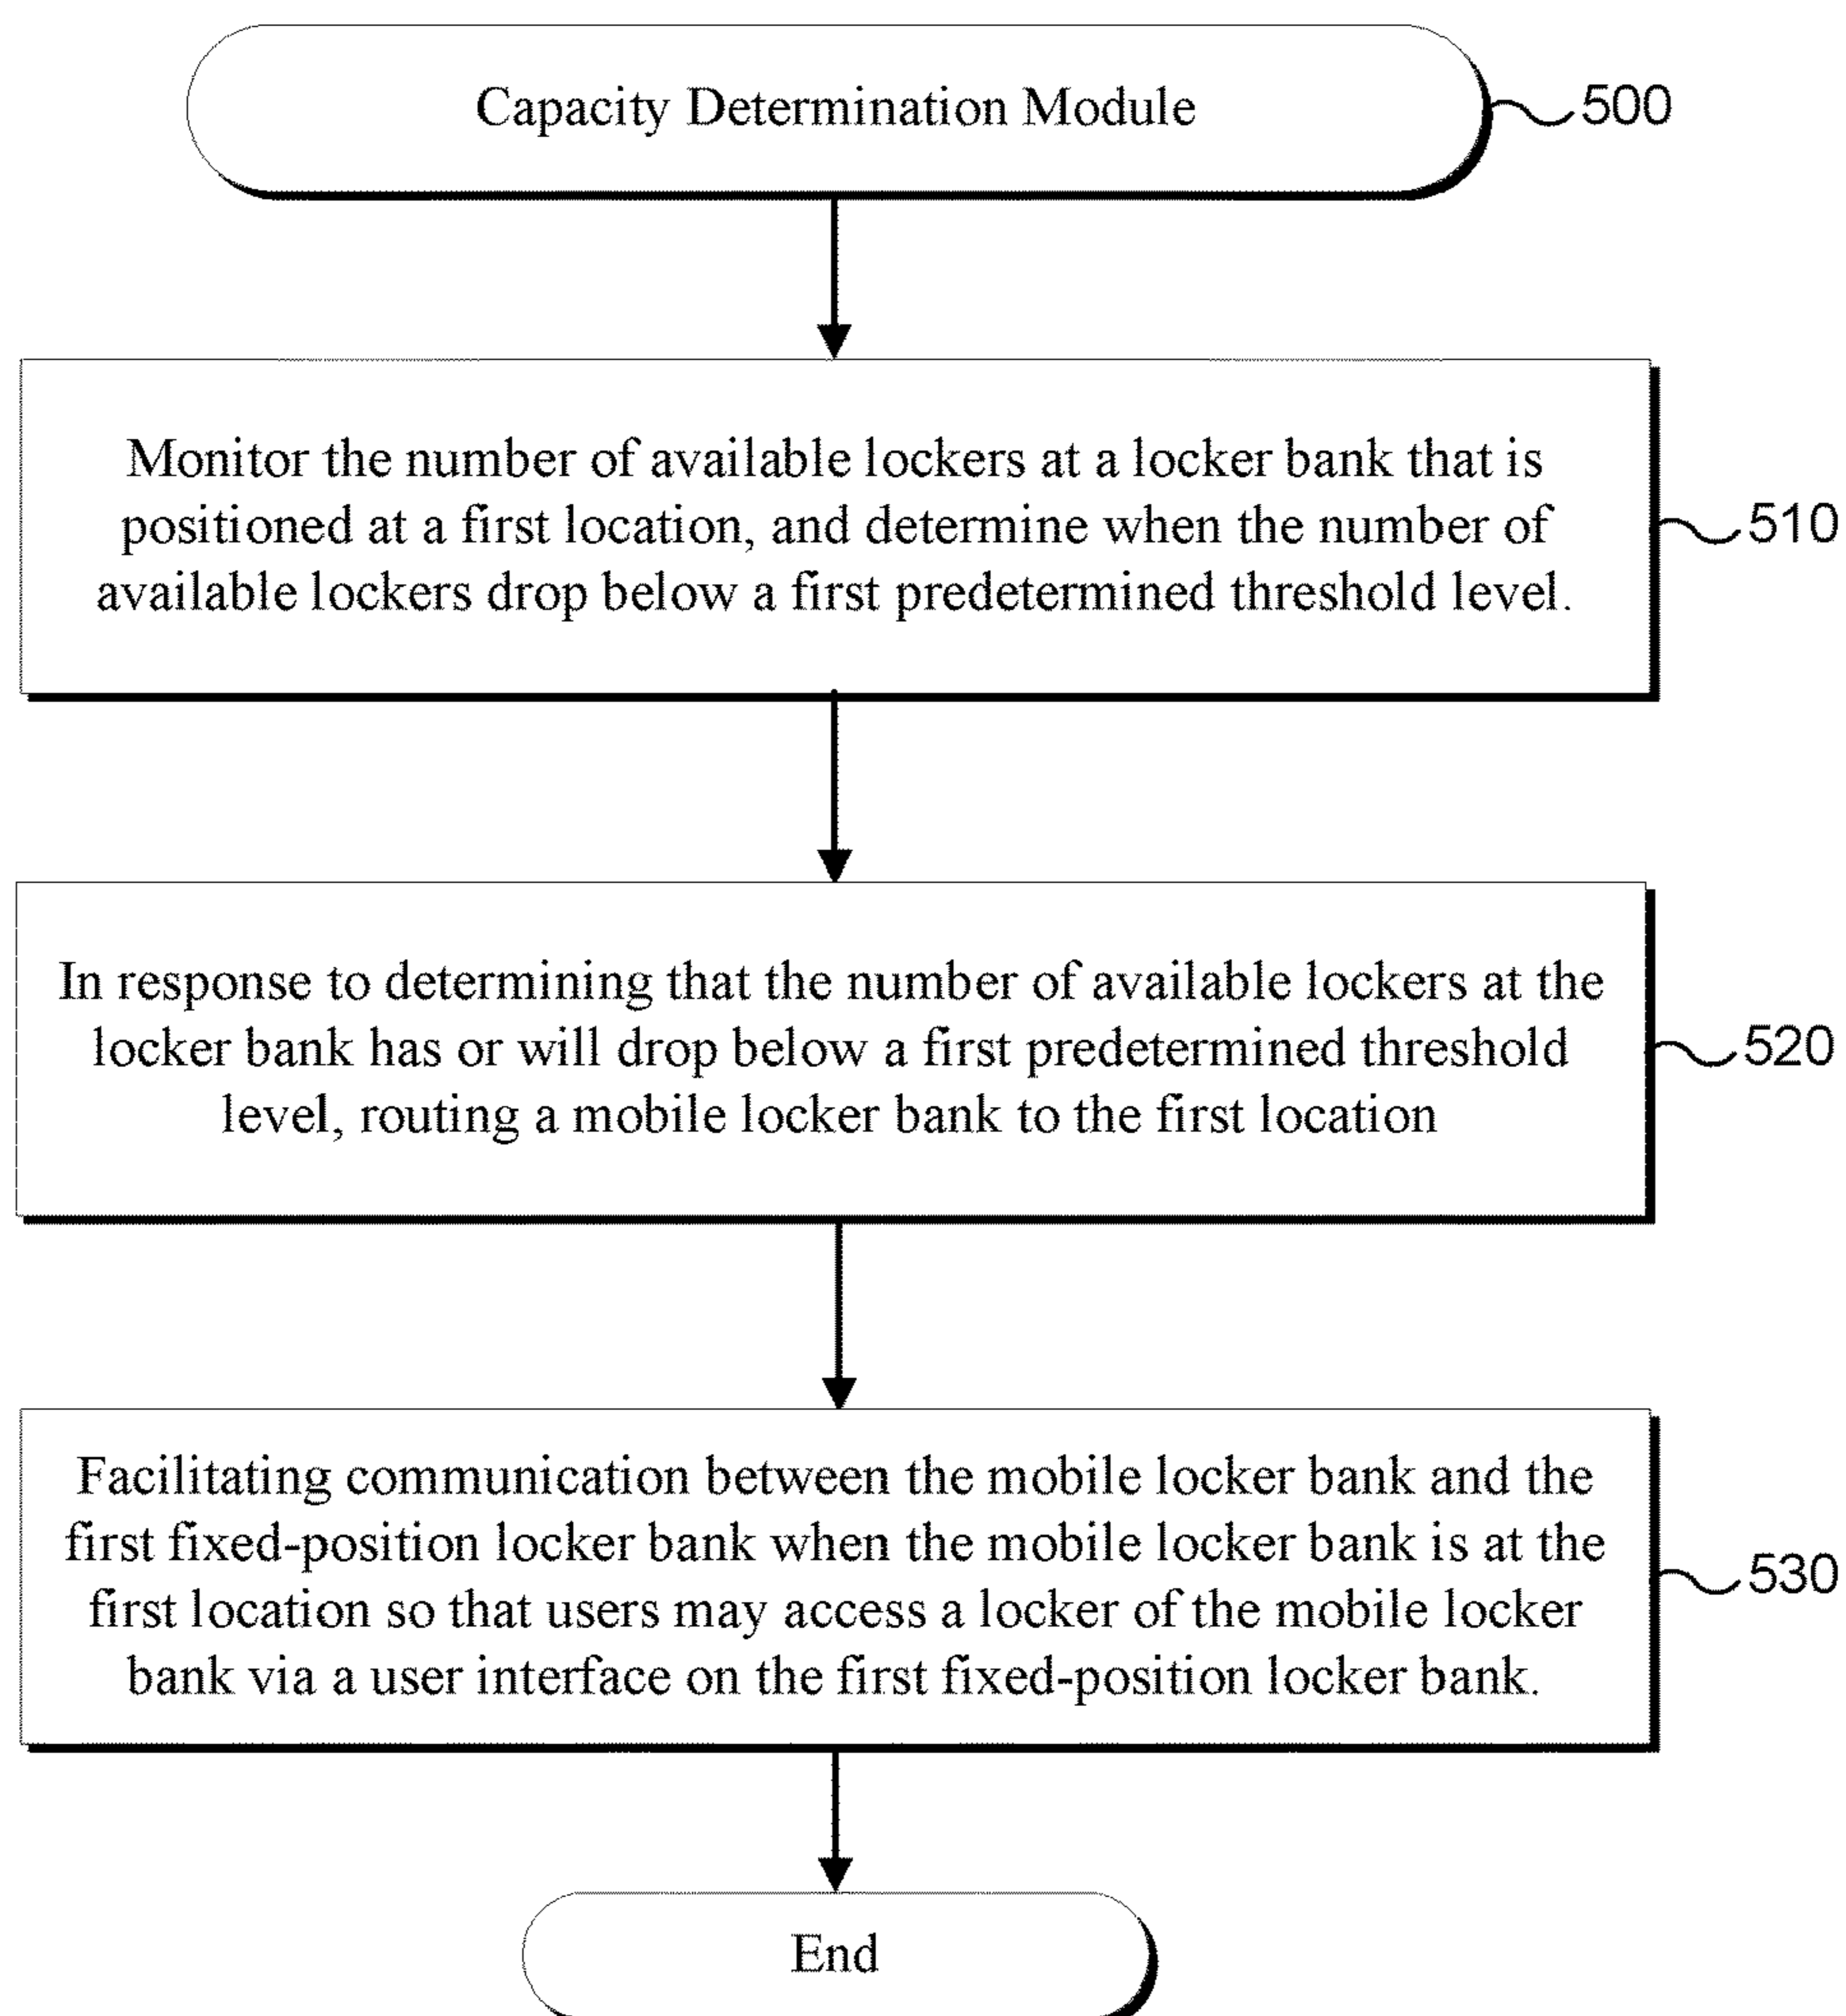 Capacity Determination Module
500
Monitor the number of available lockers at a locker bank that is
positioned at a first location, and determine when the number of
available lockers drop below a first predetermined threshold level.
510
In response to determining that the number of available lockers at the
locker bank has or will drop below a first predetermined threshold
level, routing a mobile locker bank to the first location
520
Facilitating communication between the mobile locker bank and the
first fixed-position locker bank when the mobile locker bank is at the
first location so that users may access a locker of the mobile locker
bank via a user interface on the first fixed-position locker bank.
530
End